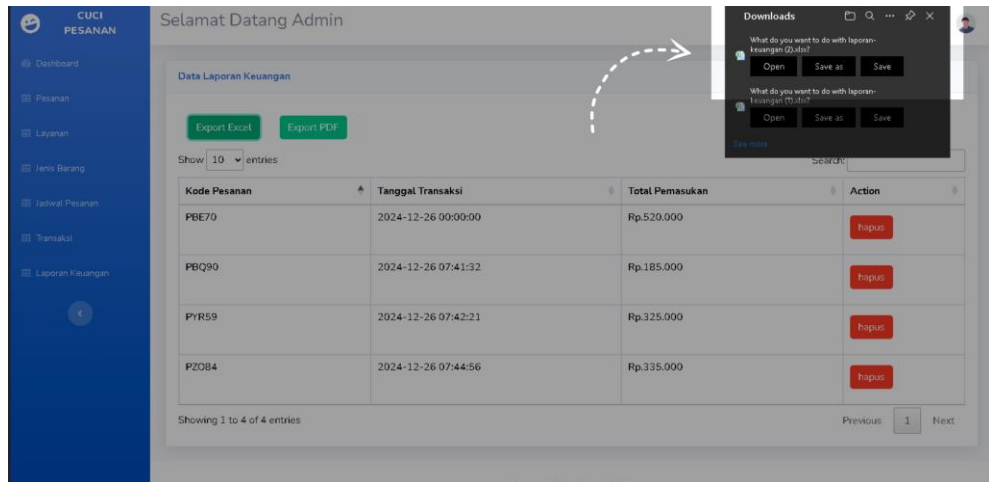 CUCI
PESANAN
Selamat Datang Admin
Dashboard
Pesanan
Layanan
Jenis Barang
Jadwal Pesanan
Transaksi
Laporan Keuangan
Downloads
What do you want to do with laporan-
keuangan (2).xlsx?
Open Save as Save
What do you want to do with laporan-
keuangan (1).xlsx?
Open Save as Save
See more
Data Laporan Keuangan
Export Excel Export PDF
Show 10 entries
Search:
Kode Pesanan Tanggal Transaksi Total Pemasukan Action
PBE70 2024-12-26 00:00:00 Rp.520.000 hapus
PBQ90 2024-12-26 07:41:32 Rp.185.000 hapus
PYR59 2024-12-26 07:42:21 Rp.325.000 hapus
PZO84 2024-12-26 07:44:56 Rp.335.000 hapus
Showing 1 to 4 of 4 entries
Previous 1 Next